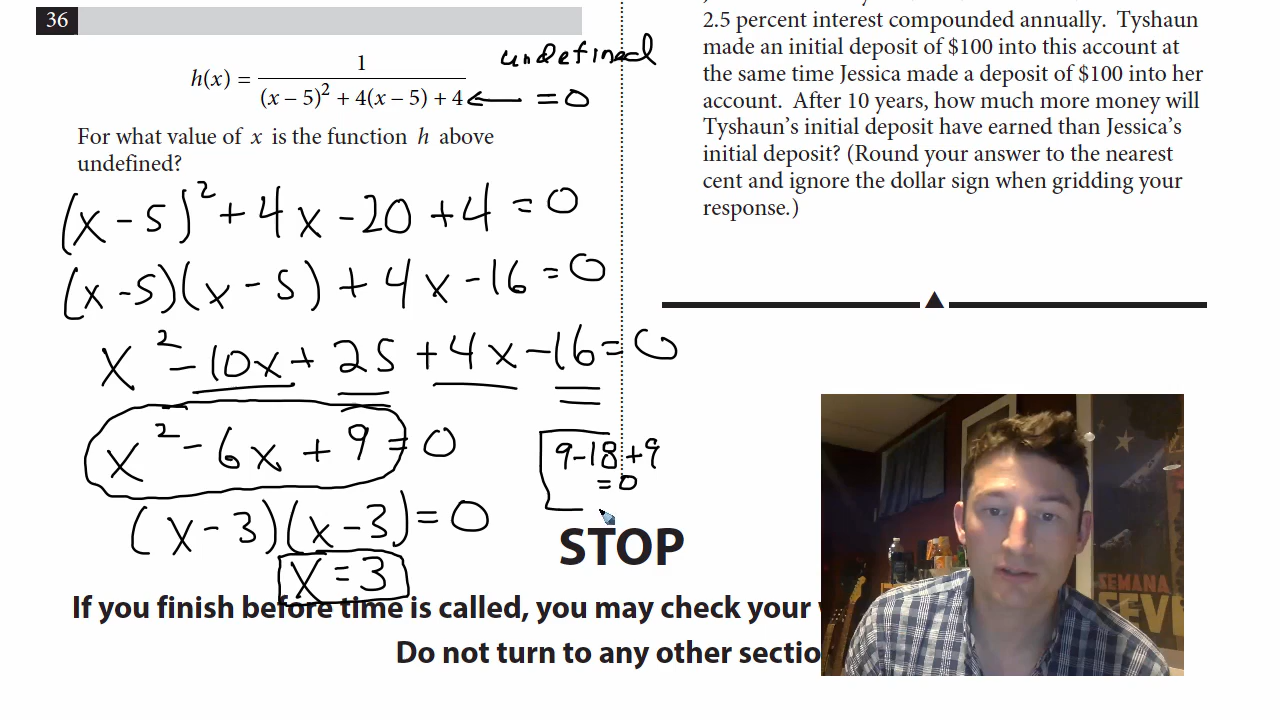 36
undefined
h(x) = 1 / (x – 5)² + 4(x – 5) + 4 ← = 0
For what value of x is the function h above
undefined?
(x – 5)² + 4x – 20 + 4 = 0
(x – 5)(x – 5) + 4x – 16 = 0
x² – 10x + 25 + 4x – 16 = 0
x² – 6x + 9 = 0
(x – 3)(x – 3) = 0
x = 3
9 – 18 + 9
= 0
2.5 percent interest compounded annually. Tyshaun
made an initial deposit of $100 into this account at
the same time Jessica made a deposit of $100 into her
account. After 10 years, how much more money will
Tyshaun’s initial deposit have earned than Jessica’s
initial deposit? (Round your answer to the nearest
cent and ignore the dollar sign when gridding your
response.)
STOP
If you finish before time is called, you may check your
Do not turn to any other sectio
SEMANA
SEVE